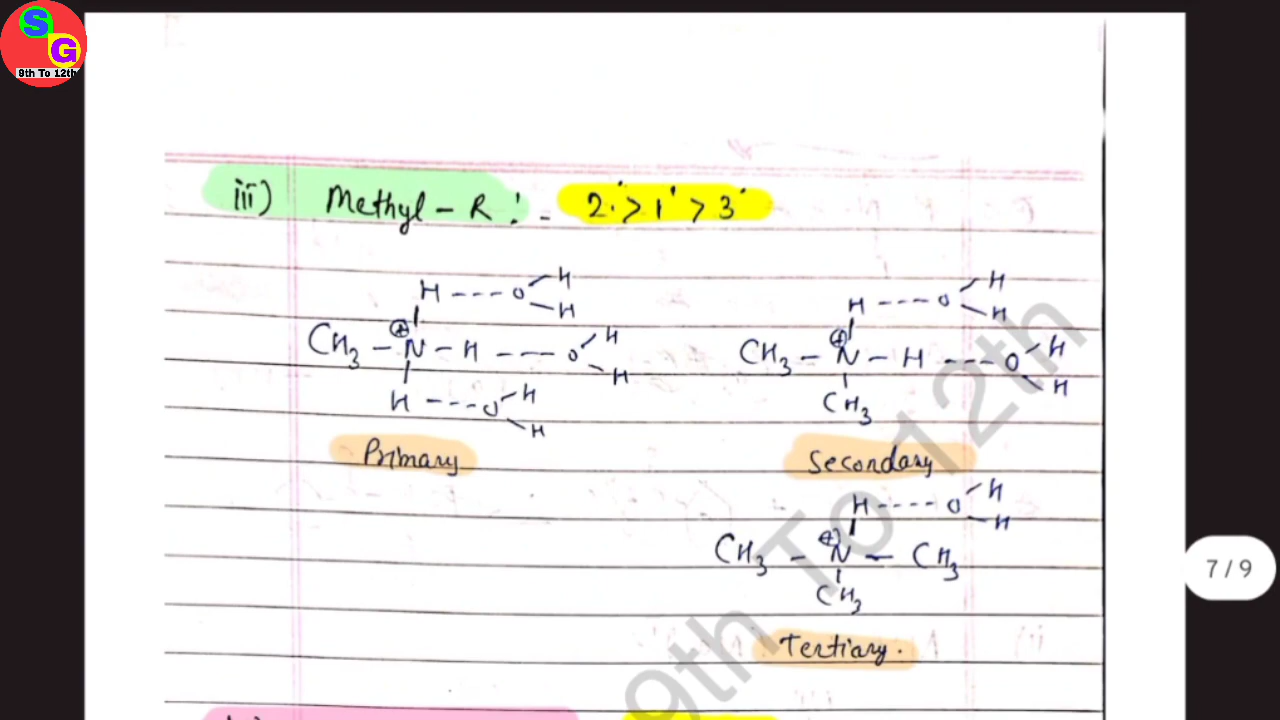 S
G
9th To 12th
iii) Methyl - R :- 2° > 1° > 3°
H ---- O H
H
CH3 - N⊕ - H ---- O H
H
H ---- O H
H
Primary
H ---- O H
H
CH3 - N⊕ - H ---- O H
H
CH3
Secondary
H ---- O H
H
CH3 - N⊕ - CH3
CH3
Tertiary.
9th To 12th
7 / 9